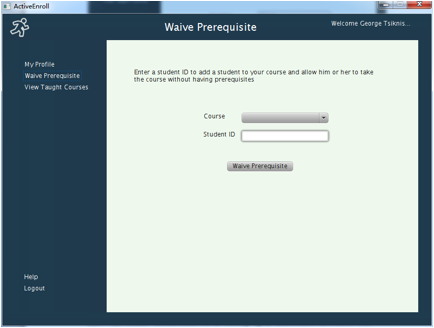 ActiveEnroll
Waive Prerequisite
Welcome George Tsiknis...
My Profile
Waive Prerequisite
View Taught Courses
Enter a student ID to add a student to your course and allow him or her to take
the course without having prerequisites
Course
Student ID
Waive Prerequisite
Help
Logout